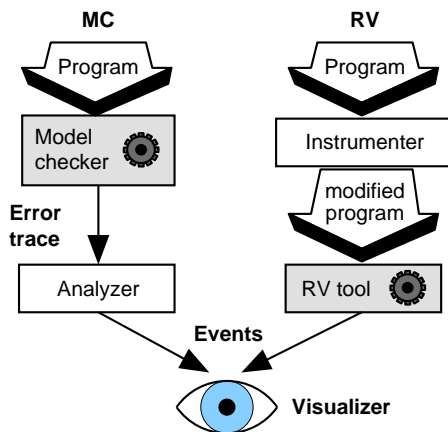 MC
RV
Program
Program
Model
checker
Instrumenter
modified
program
Error
trace
Analyzer
RV tool
Events
Visualizer